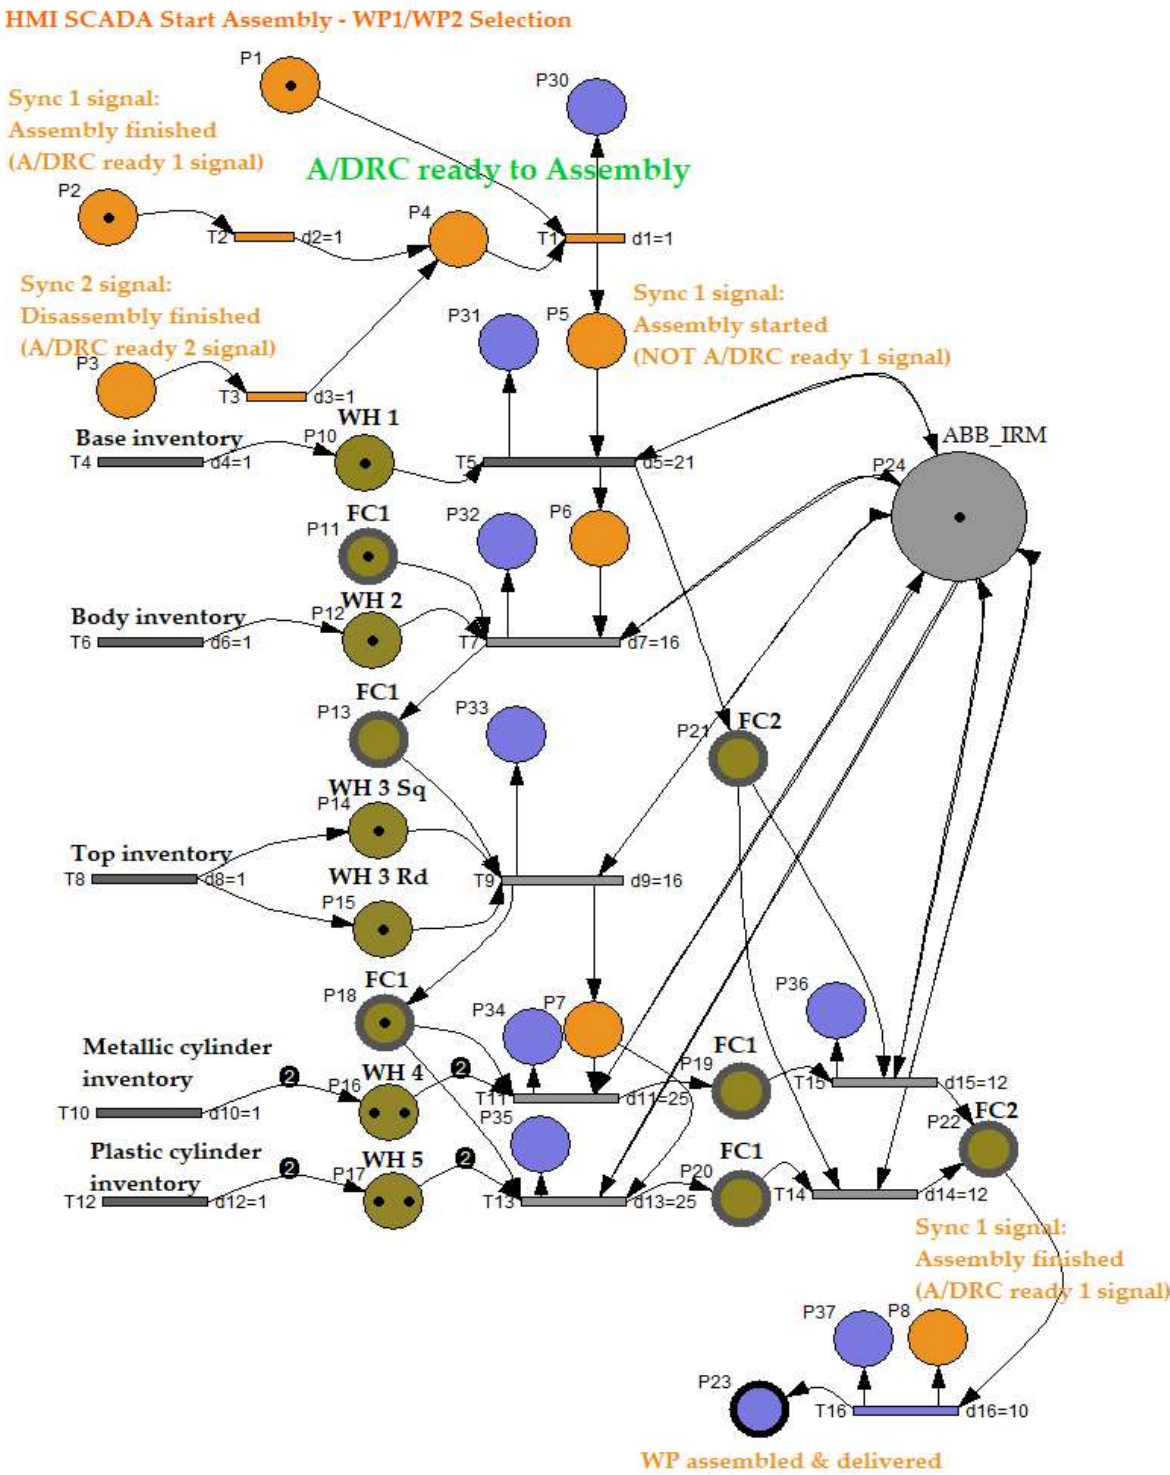 HMI SCADA Start Assembly - WP1/WP2 Selection
P1
P30
Sync 1 signal:
Assembly finished
(A/DRC ready 1 signal)
A/DRC ready to Assembly
P2
P4
T2
d2=1
T1
d1=1
Sync 2 signal:
Disassembly finished
(A/DRC ready 2 signal)
P31
P5
Sync 1 signal:
Assembly started
(NOT A/DRC ready 1 signal)
P3
T3
d3=1
WH 1
Base inventory
P10
ABB_IRM
T4
d4=1
T5
d5=21
P24
FC1
P11
P32
P6
WH 2
Body inventory
P12
T6
d6=1
T7
d7=16
FC1
P13
P33
P21
FC2
WH 3 Sq
P14
Top inventory
T8
d8=1
WH 3 Rd
T9
d9=16
P15
FC1
P18
P34
P7
P36
Metallic cylinder
inventory
WH 4
2
2
P16
T10
d10=1
T11
d11=25
P19
FC1
T15
d15=12
P35
P22
FC2
Plastic cylinder
inventory
WH 5
2
2
P17
T12
d12=1
T13
d13=25
P20
FC1
T14
d14=12
Sync 1 signal:
Assembly finished
(A/DRC ready 1 signal)
P37
P8
P23
T16
d16=10
WP assembled & delivered